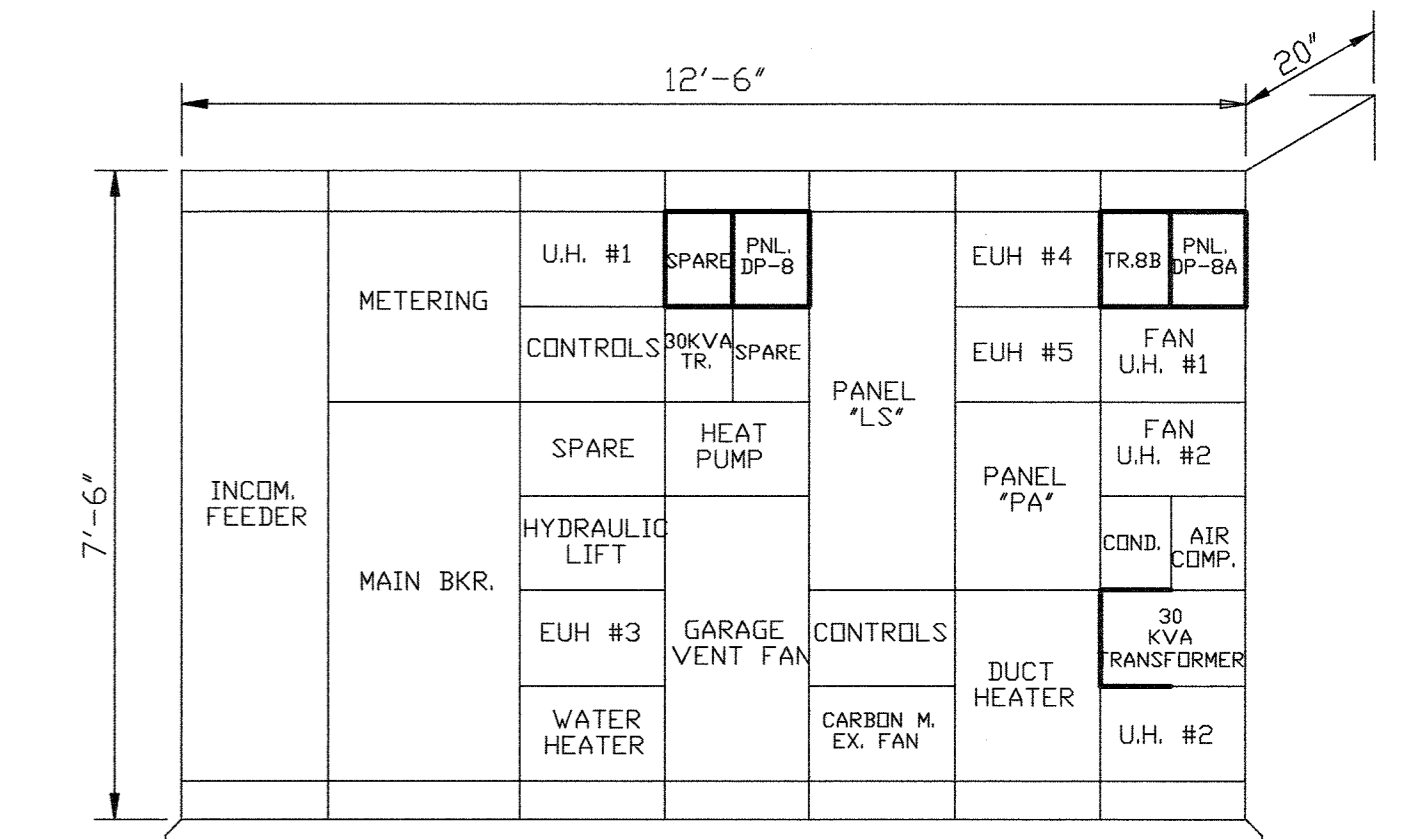 12'-6"
20"
7'-6"
INCOM.
FEEDER
METERING
MAIN BKR.
U.H. #1
CONTROLS
SPARE
HYDRAULIC
LIFT
EUH #3
WATER
HEATER
SPARE
PNL.
DP-8
30KVA
TR.
SPARE
HEAT
PUMP
GARAGE
VENT FAN
PANEL
"LS"
CONTROLS
CARBON M.
EX. FAN
EUH #4
EUH #5
PANEL
"PA"
DUCT
HEATER
TR.8B
PNL.
DP-8A
FAN
U.H. #1
FAN
U.H. #2
COND.
AIR
COMP.
30
KVA
TRANSFORMER
U.H. #2